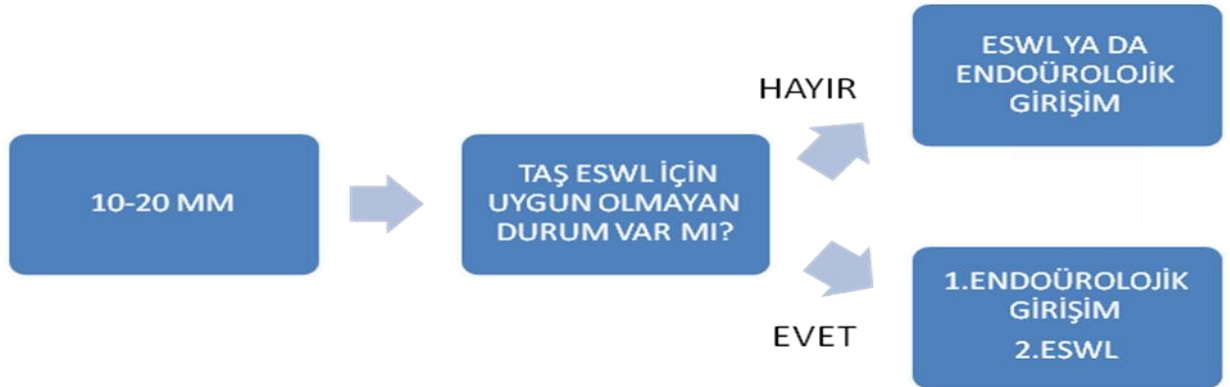 10-20 MM
TAŞ ESWL İÇİN
UYGUN OLMAYAN
DURUM VAR MI?
HAYIR
ESWL YA DA
ENDOÜROLOJİK
GİRİŞİM
EVET
1.ENDOÜROLOJİK
GİRİŞİM
2.ESWL